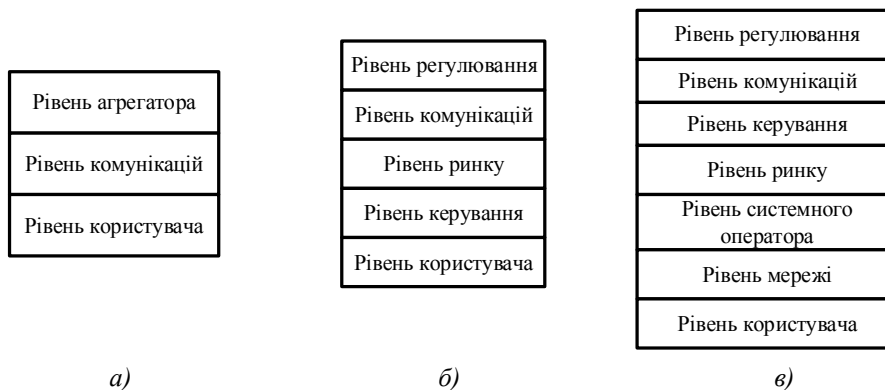 Рівень агрегатора
Рівень комунікацій
Рівень користувача
а)
Рівень регулювання
Рівень комунікацій
Рівень ринку
Рівень керування
Рівень користувача
б)
Рівень регулювання
Рівень комунікацій
Рівень керування
Рівень ринку
Рівень системного
оператора
Рівень мережі
Рівень користувача
в)